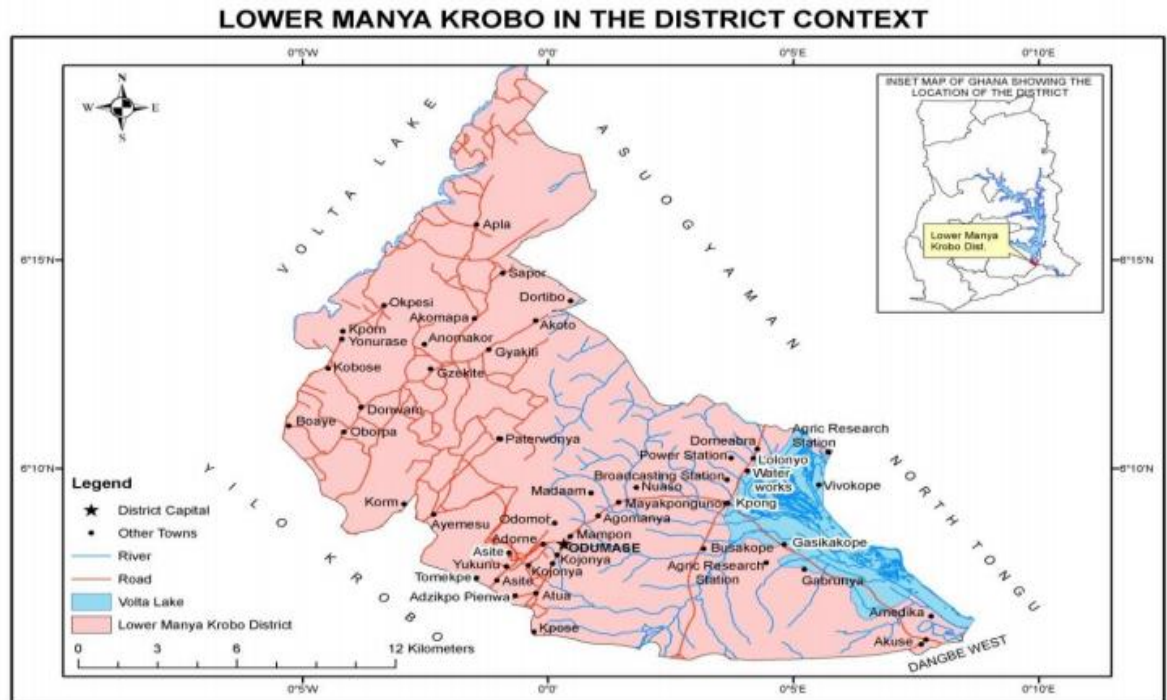 LOWER MANYA KROBO IN THE DISTRICT CONTEXT
0°5'W
0°0'
0°5'E
0°10'E
N
W
E
S
INSET MAP OF GHANA SHOWING THE
LOCATION OF THE DISTRICT
Lower Manya
Krobo Dist.
VOLTA LAKE
ASUOGYAMAN
6°15'N
6°15'N
Apla
Sapor
Dortibo
Okpesi
Akomapa
Akoto
Kpom
Yonurase
Anomakor
Gyakiti
Kobose
Gzekite
Donwam
Boaye
Oborpa
Paterwonya
Domeabra
Agric Research
Station
6°10'N
6°10'N
Power Station
Lolonyo
Broadcasting Station
Water
works
Nuaso
Vivokope
Madaam
Mayakpongunor
Kpong
Korm
Ayemesu
Odomot
Agomanya
Mampon
Adome
ODUMASE
Asite
Kojonya
Busakope
Gasikakope
Yukunu
Kojonya
Agric Research
Station
Tomekpe
Asite
Gabrunya
Adzikpo Pienwa
Atua
Amedika
Kpose
Akuse
YILO KROBO
NORTH TONGU
DANGBE WEST
Legend
District Capital
Other Towns
River
Road
Volta Lake
Lower Manya Krobo District
0
3
6
12 Kilometers
0°5'W
0°0'
0°5'E
0°10'E